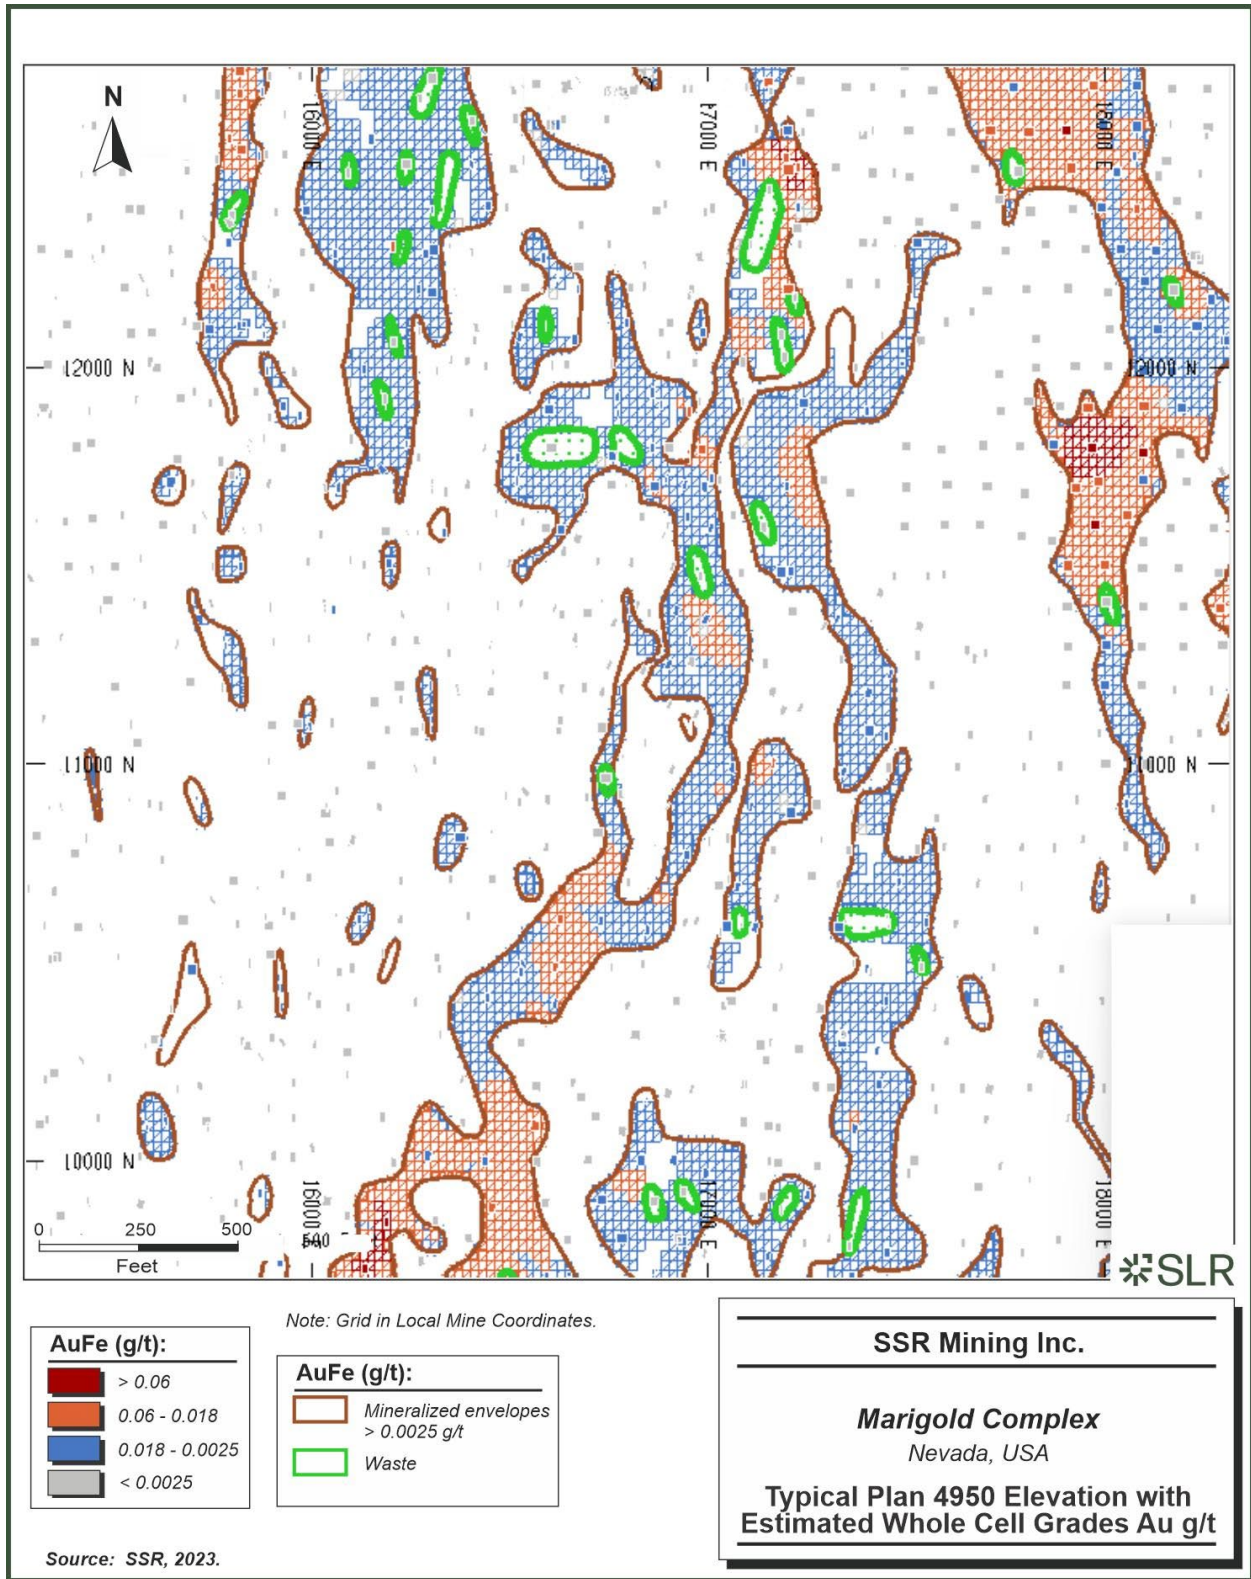 N
16000 E
17000 E
18000 E
12000 N
12000 N
11000 N
11000 N
10000 N
16000 E
17000 E
18000 E
0 250 500
500
Feet
SLR
Note: Grid in Local Mine Coordinates.
AuFe (g/t):
> 0.06
0.06 - 0.018
0.018 - 0.0025
< 0.0025
AuFe (g/t):
Mineralized envelopes
> 0.0025 g/t
Waste
SSR Mining Inc.
Marigold Complex
Nevada, USA
Typical Plan 4950 Elevation with
Estimated Whole Cell Grades Au g/t
Source: SSR, 2023.